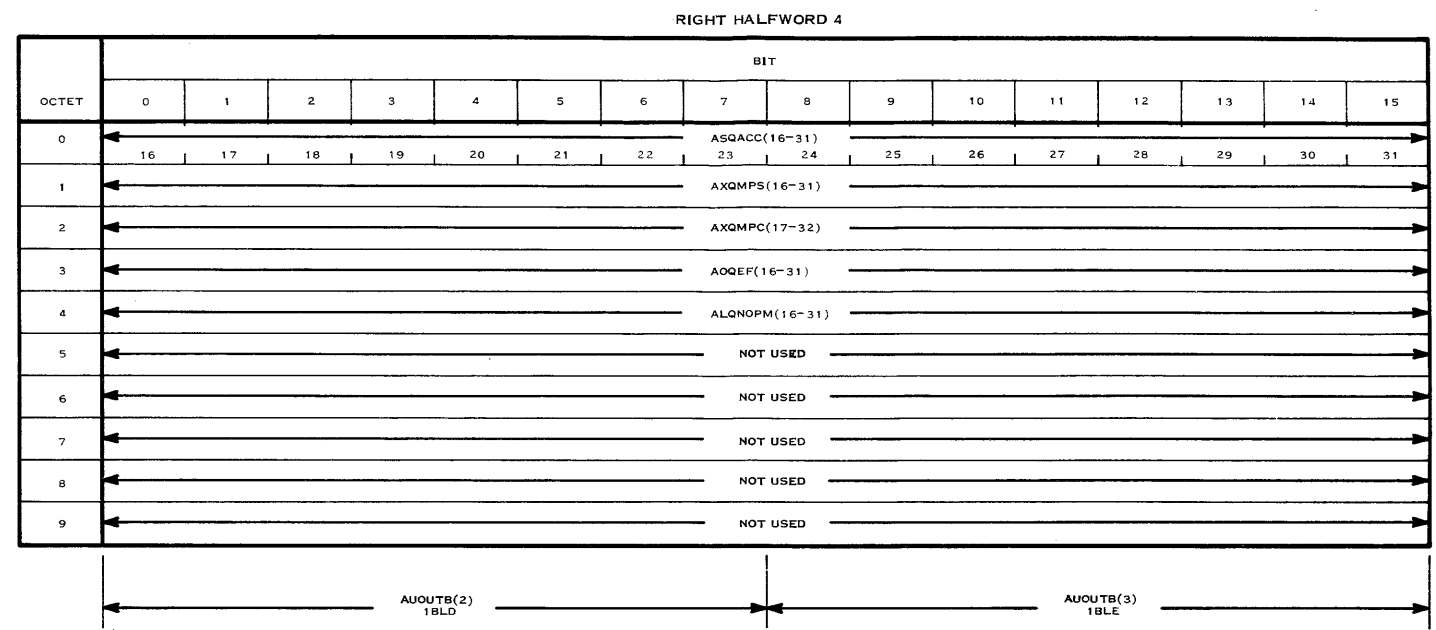 RIGHT HALFWORD 4
BIT
OCTET 0 1 2 3 4 5 6 7 8 9 10 11 12 13 14 15
0 ASQACC(16-31)
16 17 18 19 20 21 22 23 24 25 26 27 28 29 30 31
1 AXQMPS(16-31)
2 AXQMPC(17-32)
3 AOQEF(16-31)
4 ALQNOPM(16-31)
5 NOT USED
6 NOT USED
7 NOT USED
8 NOT USED
9 NOT USED
AUOUTB(2) AUOUTB(3)
1BLD 1BLE